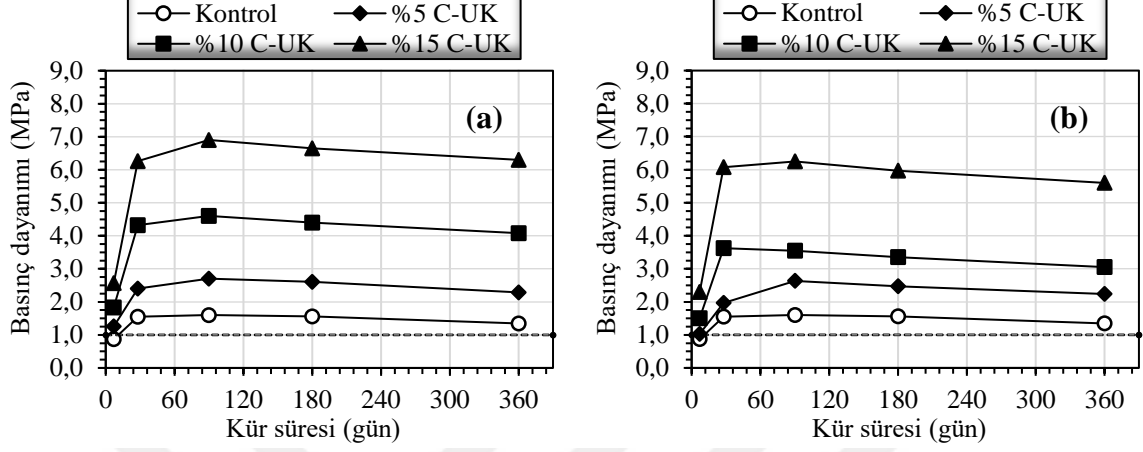 Kontrol %5 C-UK
%10 C-UK %15 C-UK
Basınç dayanımı (MPa)
9,0
8,0
7,0
6,0
5,0
4,0
3,0
2,0
1,0
0,0
(a)
0 60 120 180 240 300 360
Kür süresi (gün)
Kontrol %5 C-UK
%10 C-UK %15 C-UK
Basınç dayanımı (MPa)
9,0
8,0
7,0
6,0
5,0
4,0
3,0
2,0
1,0
0,0
(b)
0 60 120 180 240 300 360
Kür süresi (gün)